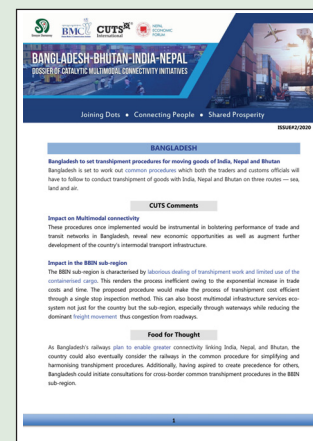 BMC
CUTS
International
NEPAL
ECONOMIC
FORUM
BANGLADESH-BHUTAN-INDIA-NEPAL
DOSSIER OF CATALYTIC MULTIMODAL CONNECTIVITY INITIATIVES
Joining Dots • Connecting People • Shared Prosperity
ISSUE#2/2020
BANGLADESH
Bangladesh to set transhipment procedures for moving goods of India, Nepal and Bhutan
Bangladesh is set to work out common procedures which both the traders and customs officials will
have to follow to conduct transhipment of goods with India, Nepal and Bhutan on three routes — sea,
land and air.
CUTS Comments
Impact on Multimodal connectivity
These procedures once implemented would be instrumental in bolstering performance of trade and
transit networks in Bangladesh, reveal new economic opportunities as well as augment further
development of the country's intermodal transport infrastructure.
Impact in the BBIN sub-region
The BBIN sub-region is characterised by laborious dealing of transhipment work and limited use of the
containerised cargo. This renders the process inefficient owing to the exponential increase in trade
costs and time. The proposed procedure would make the process of transhipment cost efficient
through a single stop inspection method. This can also boost multimodal infrastructure services eco-
system not just for the country but the sub-region, especially through waterways while reducing the
dominant freight movement thus congestion from roadways.
Food for Thought
As Bangladesh's railways plan to enable greater connectivity linking India, Nepal, and Bhutan, the
country could also eventually consider the railways in the common procedure for simplifying and
harmonising transhipment procedures. Additionally, having aspired to create precedence for others,
Bangladesh could initiate consultations for cross-border common transhipment procedures in the BBIN
sub-region.
1